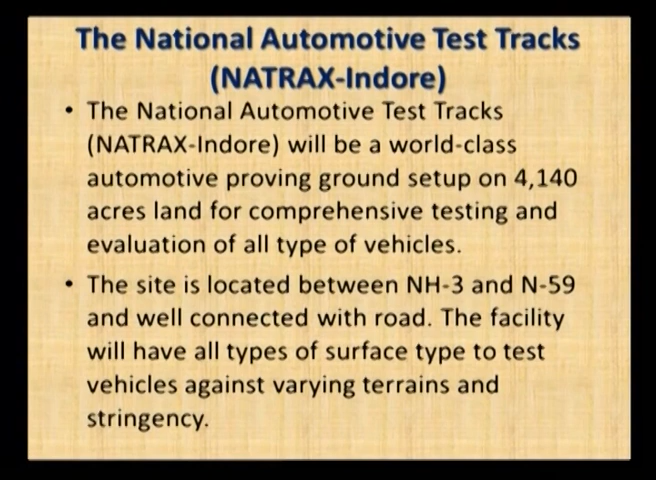 The National Automotive Test Tracks
(NATRAX-Indore)
• The National Automotive Test Tracks
(NATRAX-Indore) will be a world-class
automotive proving ground setup on 4,140
acres land for comprehensive testing and
evaluation of all type of vehicles.
• The site is located between NH-3 and N-59
and well connected with road. The facility
will have all types of surface type to test
vehicles against varying terrains and
stringency.